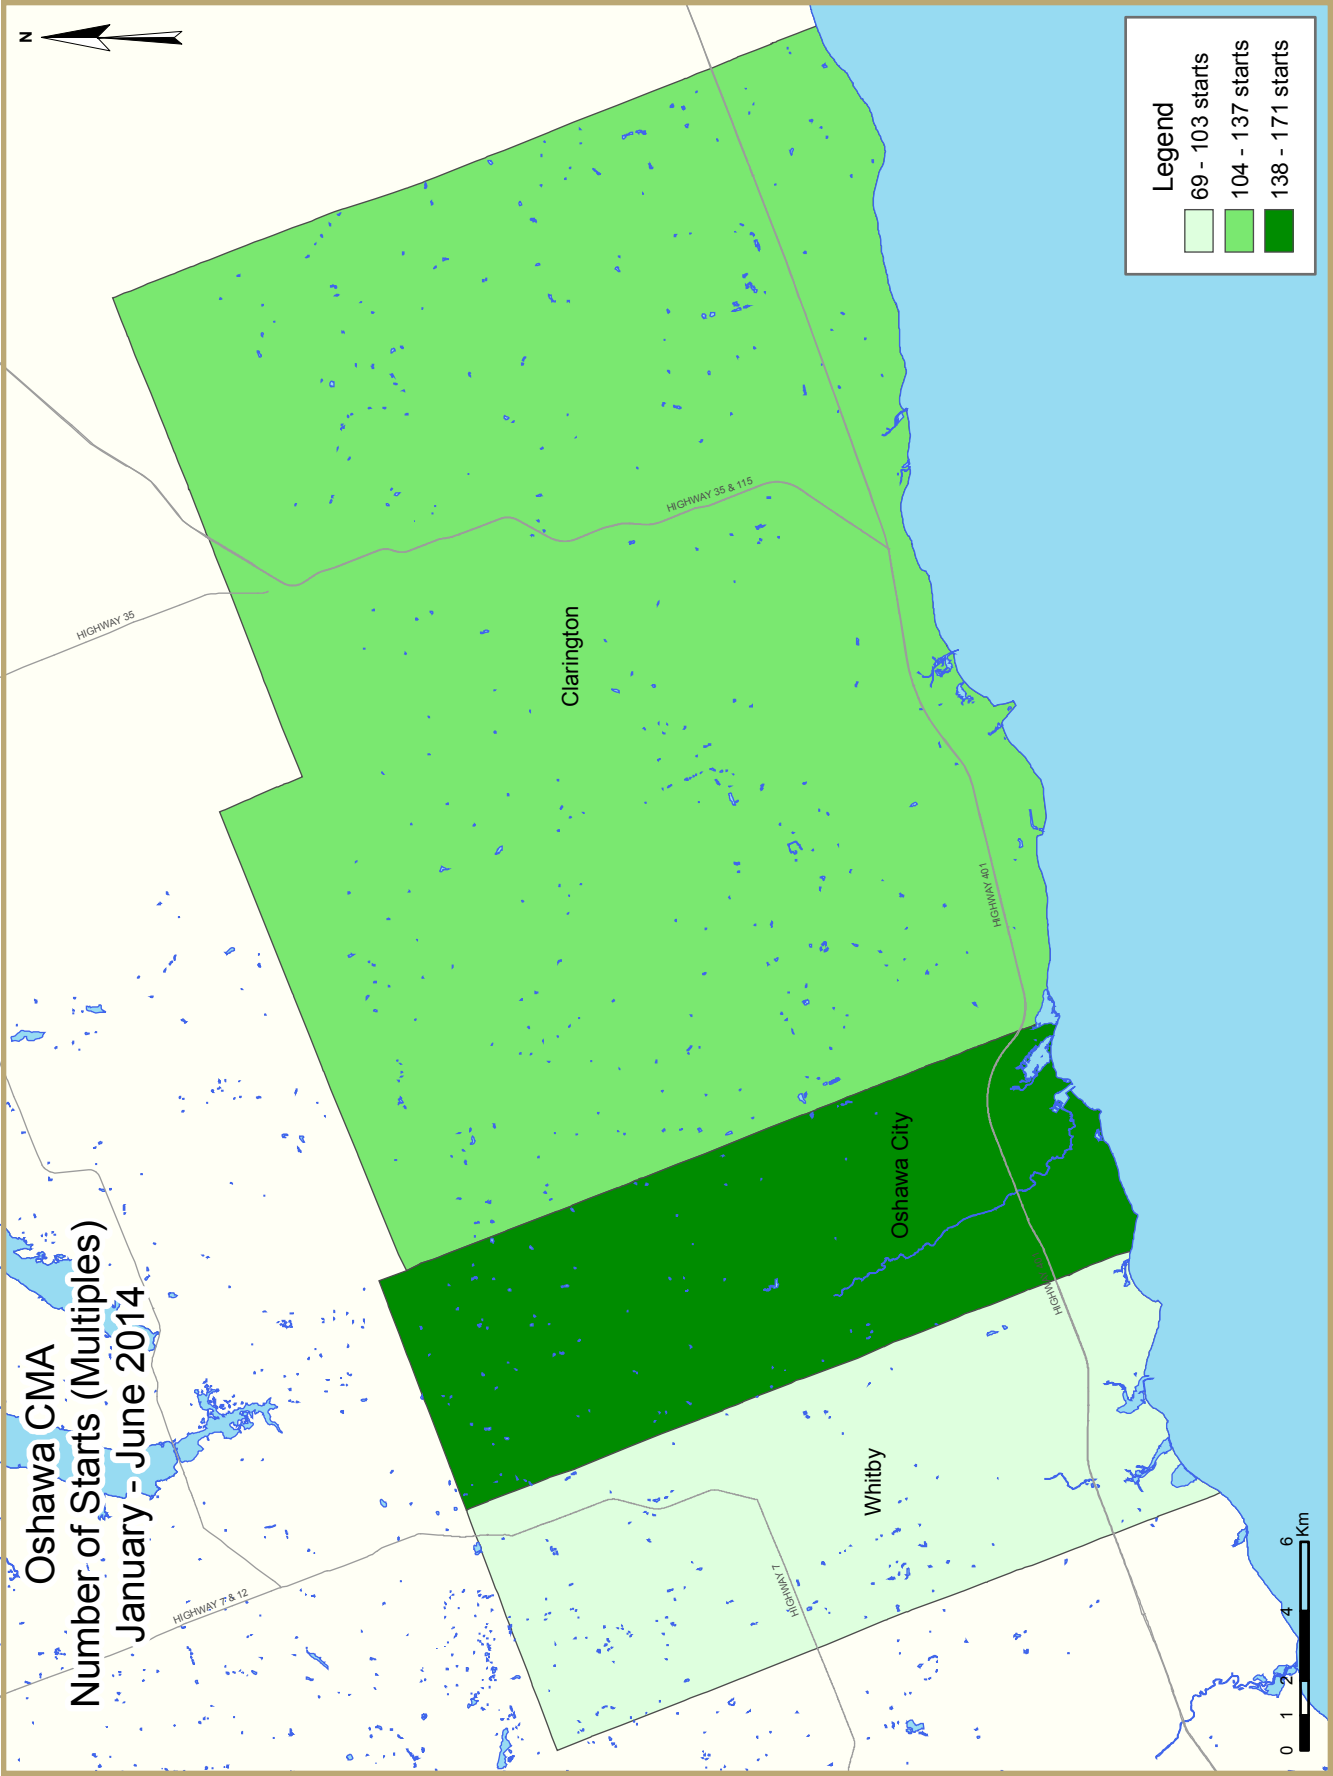 Oshawa CMA
Number of Starts (Multiples)
January - June 2014
N
HIGHWAY 35
HIGHWAY 35 & 115
Clarington
HIGHWAY 401
Oshawa City
Whitby
HIGHWAY 7
HIGHWAY 7 & 12
0 1 2 4 6
Km
Legend
69 - 103 starts
104 - 137 starts
138 - 171 starts